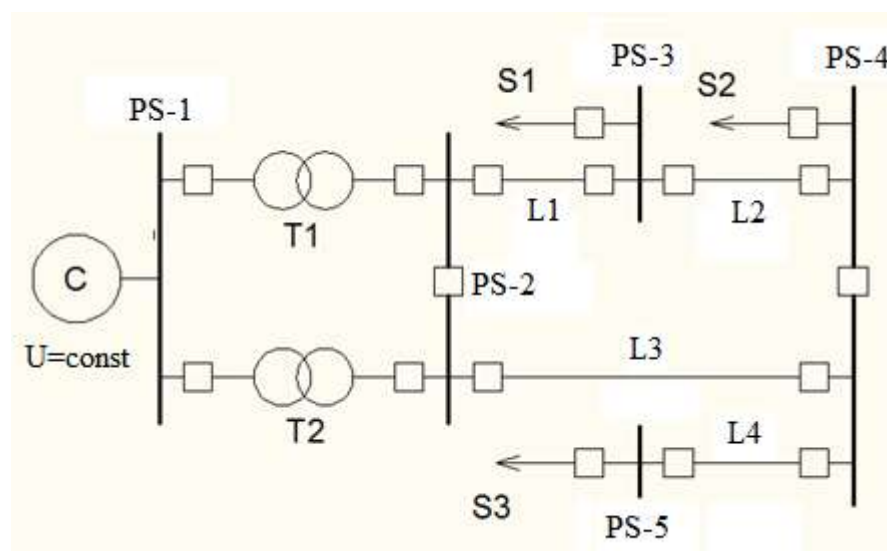 PS-3
PS-4
S1
S2
PS-1
L1
L2
T1
C
PS-2
U=const
L3
T2
L4
S3
PS-5